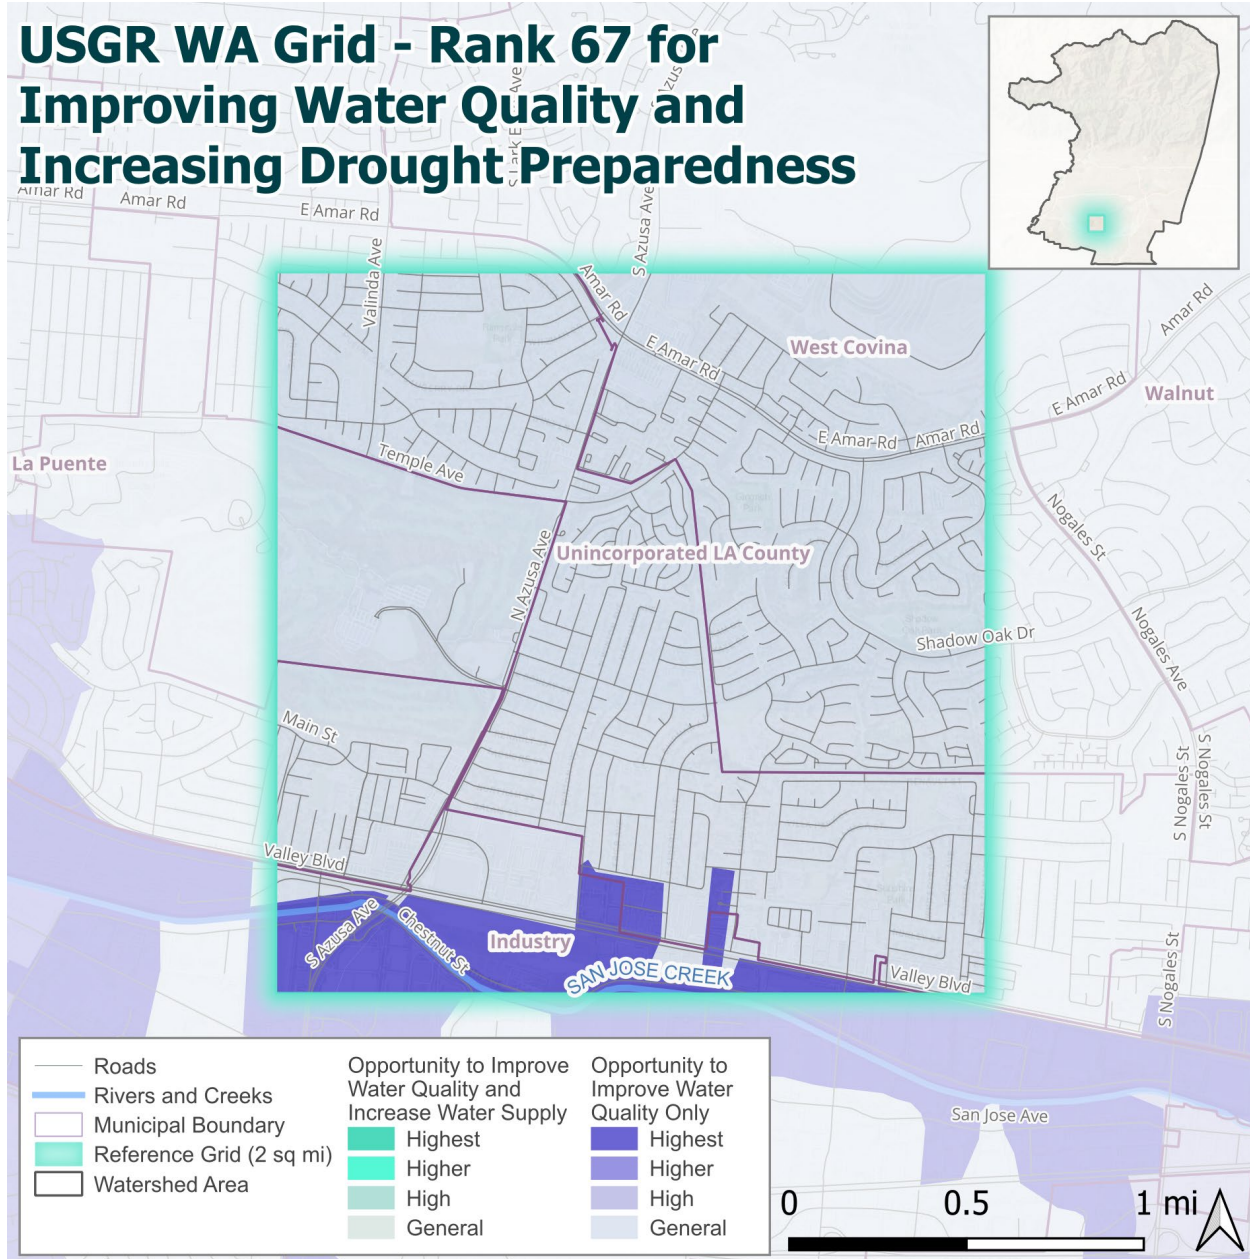 USGR WA Grid - Rank 67 for
Improving Water Quality and
Increasing Drought Preparedness
Amar Rd
Amar Rd
E Amar Rd
S Azusa Ave
Valinda Ave
Amar Rd
E Amar Rd
West Covina
Amar Rd
E Amar Rd
Walnut
E Amar Rd
Amar Rd
La Puente
Temple Ave
Nogales St
N Azusa Ave
Unincorporated LA County
Shadow Oak Dr
Nogales Ave
Main St
S Nogales St
S Nogales St
Valley Blvd
S Azusa Ave
Chestnut St
Industry
SAN JOSE CREEK
Valley Blvd
S Nogales St
San Jose Ave
Roads
Rivers and Creeks
Municipal Boundary
Reference Grid (2 sq mi)
Watershed Area
Opportunity to Improve
Water Quality and
Increase Water Supply
Highest
Higher
High
General
Opportunity to
Improve Water
Quality Only
Highest
Higher
High
General
0 0.5 1 mi